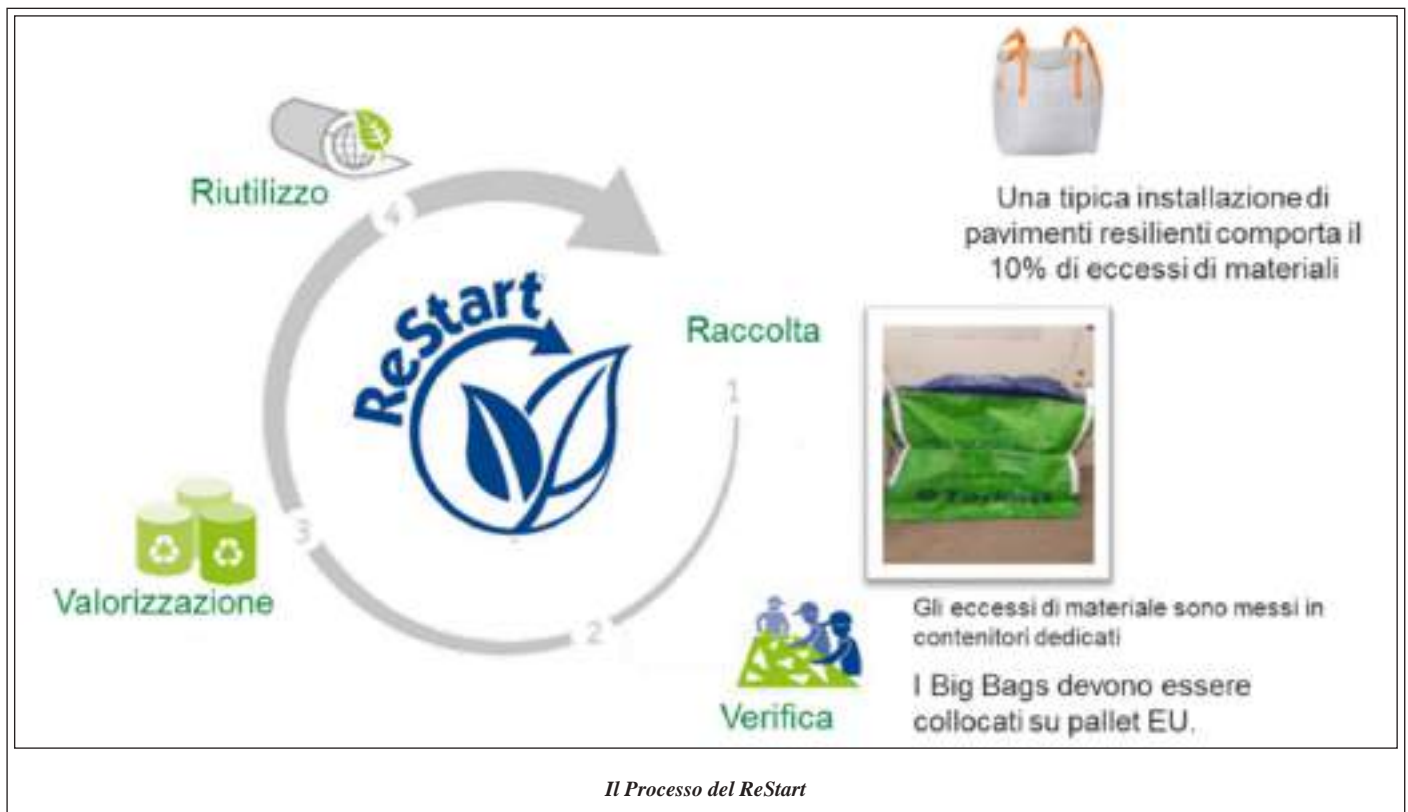 Una tipica installazione di
pavimenti resilienti comporta il
10% di eccessi di materiali
Riutilizzo
4
ReStart
Raccolta
1
Valorizzazione
3
2
Verifica
Gli eccessi di materiale sono messi in
contenitori dedicati
I Big Bags devono essere
collocati su pallet EU.
Il Processo del ReStart